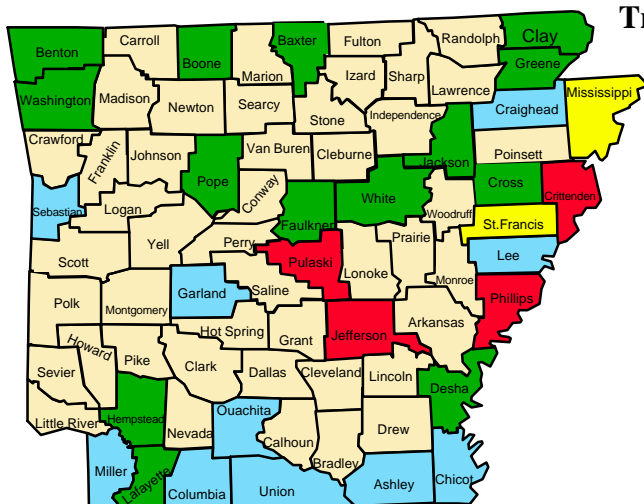 Tr
Benton
Carroll
Boone
Baxter
Fulton
Randolph
Clay
Marion
Izard
Sharp
Greene
Washington
Madison
Newton
Searcy
Stone
Independence
Lawrence
Craighead
Mississippi
Crawford
Franklin
Johnson
Van Buren
Cleburne
Jackson
Poinsett
Pope
Conway
White
Cross
Crittenden
Sebastian
Logan
Faulkner
Woodruff
St.Francis
Yell
Perry
Prairie
Scott
Pulaski
Lonoke
Lee
Polk
Garland
Saline
Monroe
Phillips
Montgomery
Hot Spring
Grant
Jefferson
Arkansas
Howard
Pike
Sevier
Clark
Dallas
Cleveland
Lincoln
Desha
Little River
Hempstead
Nevada
Ouachita
Calhoun
Drew
Miller
Lafayette
Columbia
Union
Bradley
Ashley
Chicot